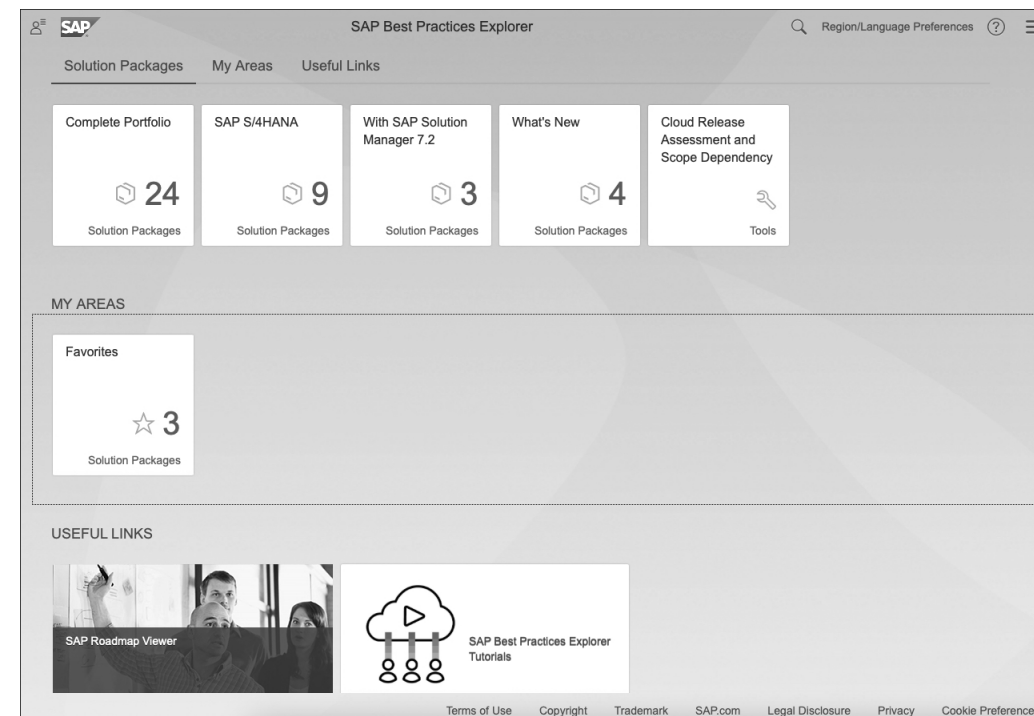 SAP
SAP Best Practices Explorer
Region/Language Preferences
?
Solution Packages
My Areas
Useful Links
Complete Portfolio
24
Solution Packages
SAP S/4HANA
9
Solution Packages
With SAP Solution
Manager 7.2
3
Solution Packages
What's New
4
Solution Packages
Cloud Release
Assessment and
Scope Dependency
Tools
MY AREAS
Favorites
3
Solution Packages
USEFUL LINKS
SAP Roadmap Viewer
SAP Best Practices Explorer
Tutorials
Terms of Use
Copyright
Trademark
SAP.com
Legal Disclosure
Privacy
Cookie Preference